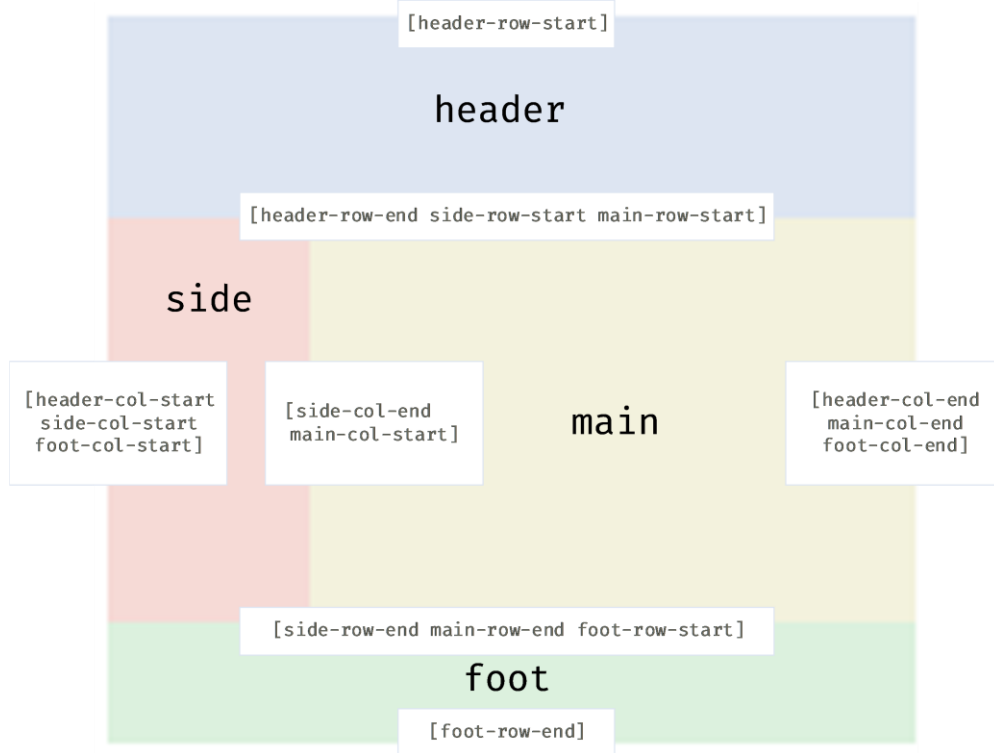 [header-row-start]
header
[header-row-end side-row-start main-row-start]
side
[header-col-start
side-col-start
foot-col-start]
[side-col-end
main-col-start]
main
[header-col-end
main-col-end
foot-col-end]
[side-row-end main-row-end foot-row-start]
foot
[foot-row-end]